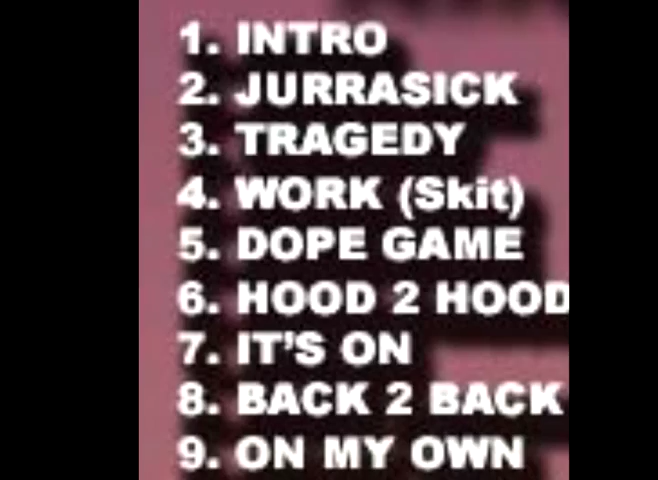 1. INTRO
2. JURRASICK
3. TRAGEDY
4. WORK (Skit)
5. DOPE GAME
6. HOOD 2 HOOD
7. IT'S ON
8. BACK 2 BACK
9. ON MY OWN